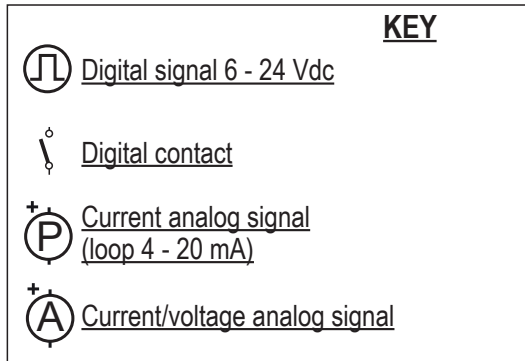 KEY
Digital signal 6 - 24 Vdc
Digital contact
+
P
Current analog signal
(loop 4 - 20 mA)
+
A
Current/voltage analog signal